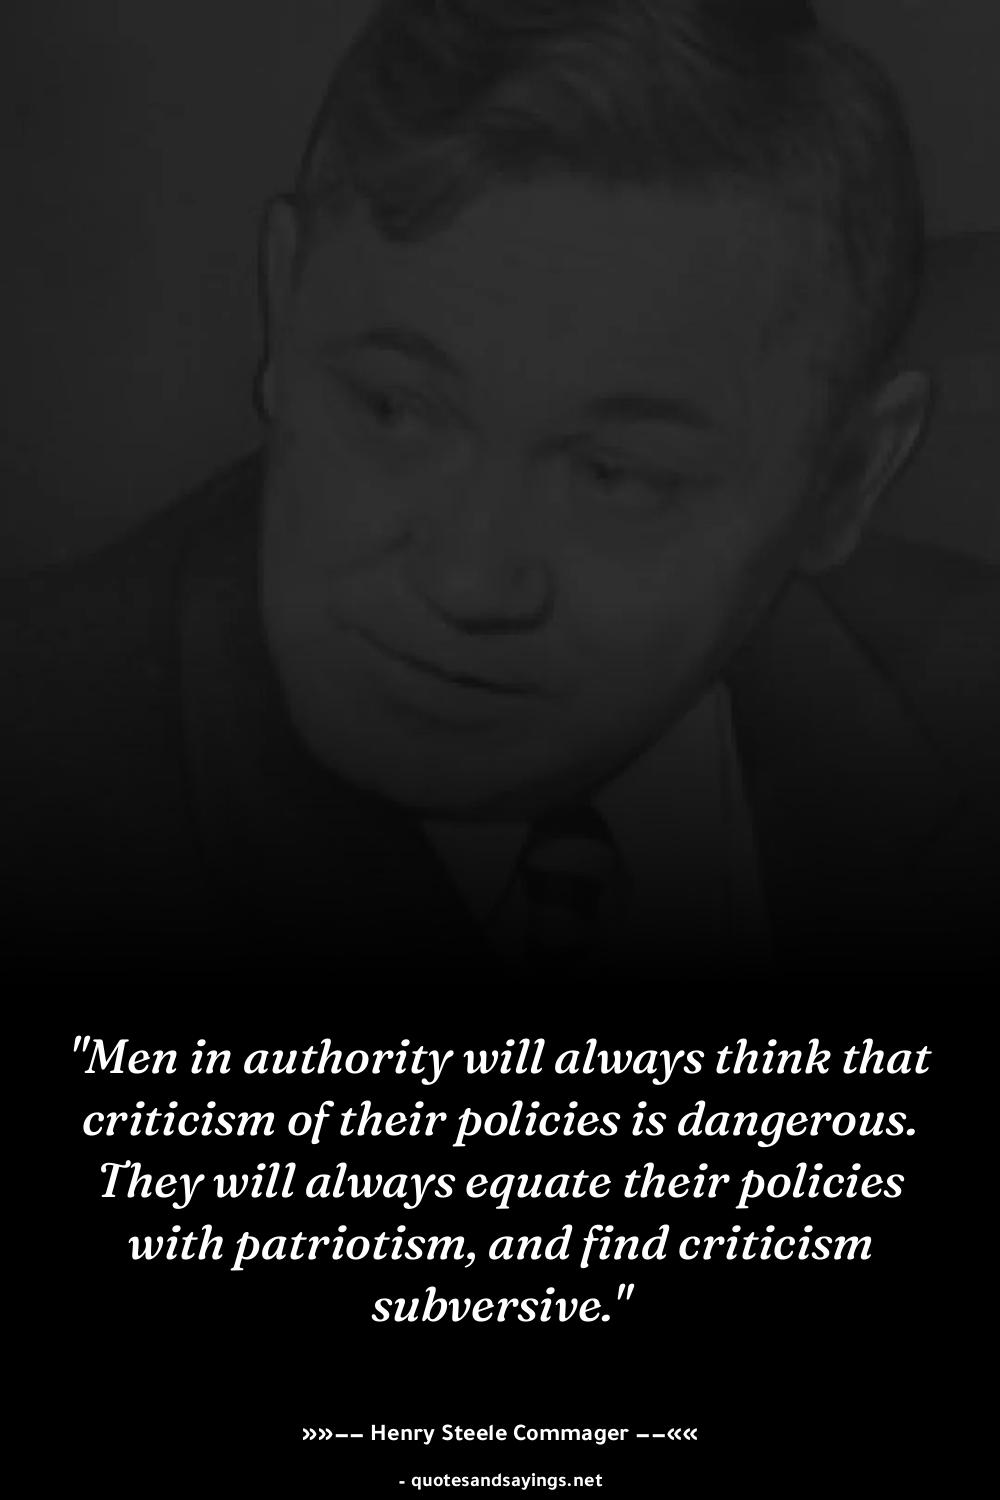 "Men in authority will always think that
criticism of their policies is dangerous.
They will always equate their policies
with patriotism, and find criticism
subversive."
»»-- Henry Steele Commager --««
- quotesandsayings.net